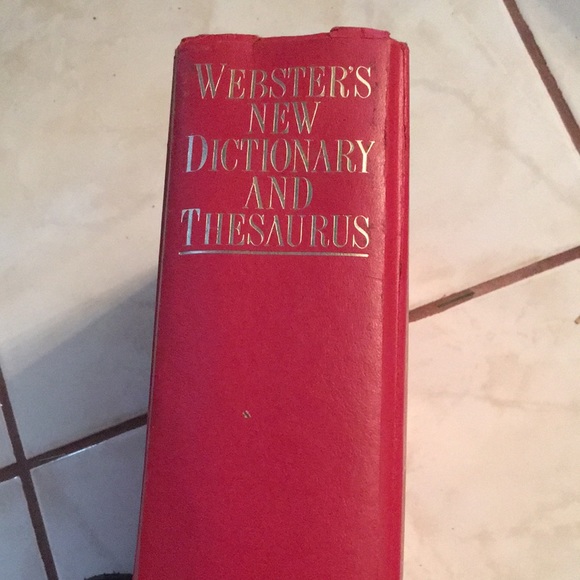 WEBSTER'S
NEW
DICTIONARY
AND
THESAURUS